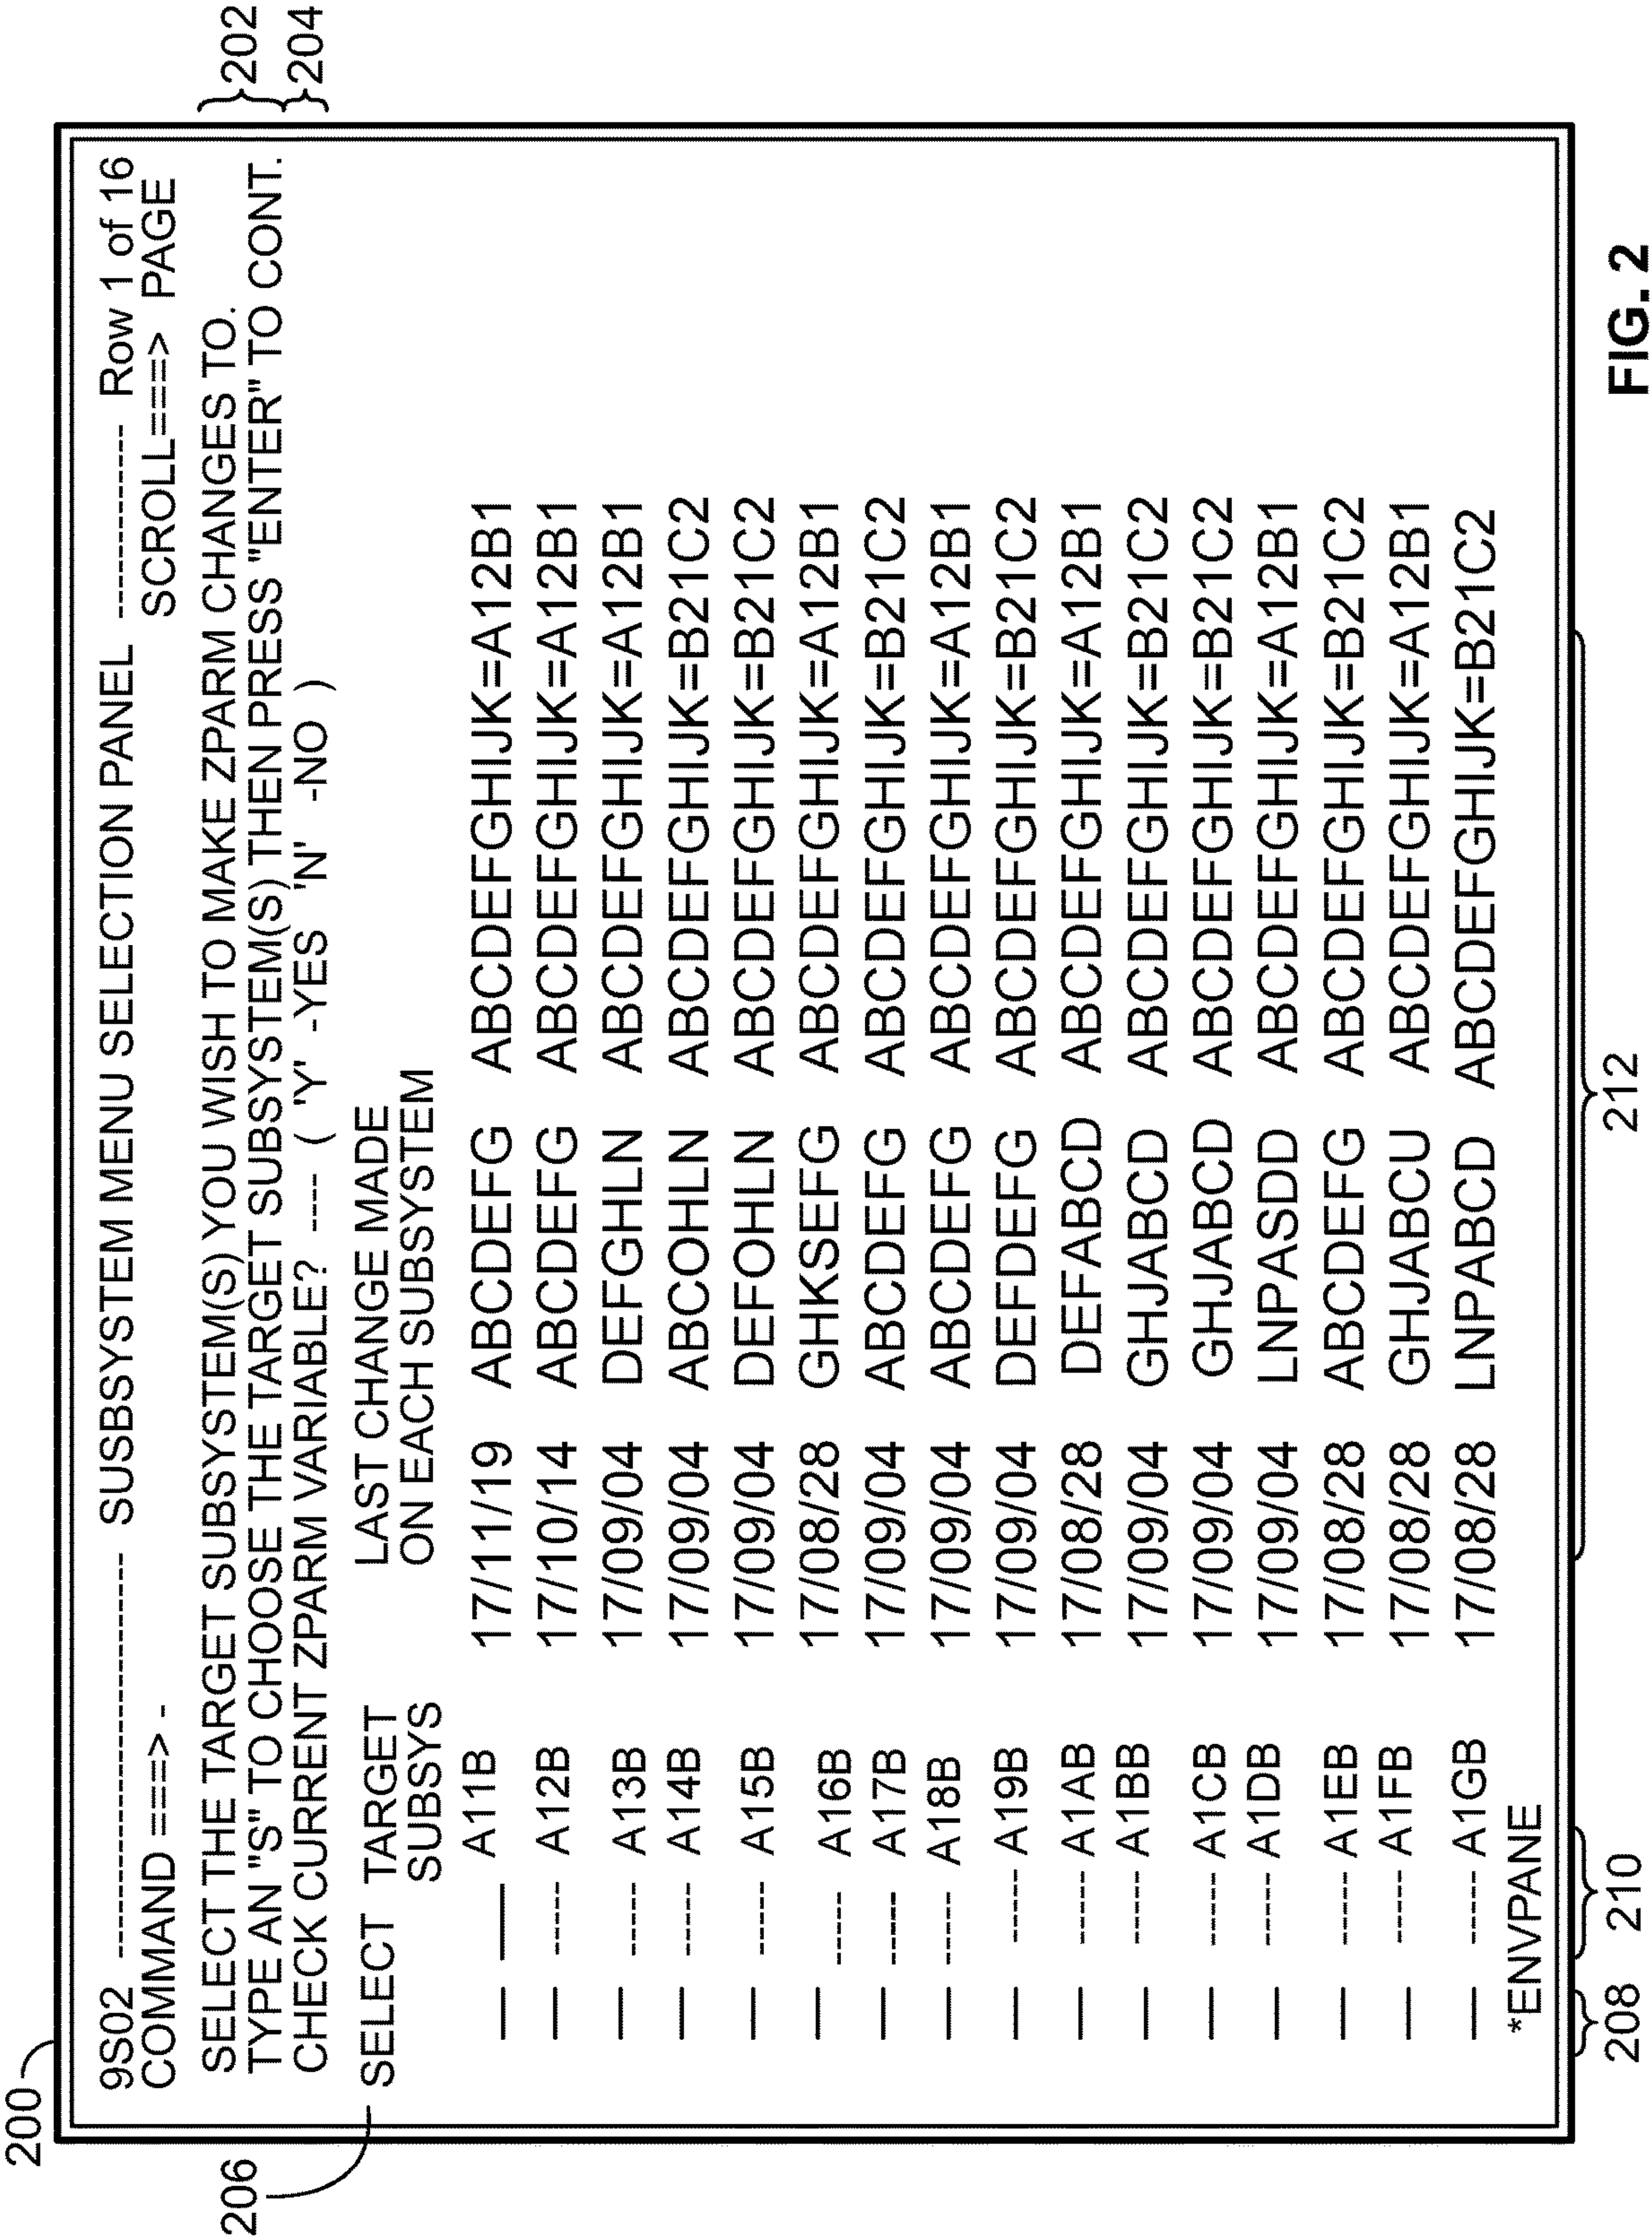 200
9S02 ------------------------------------ SUSBSYSTEM MENU SELECTION PANEL ---------------- Row 1 of 16
COMMAND ===> - SCROLL===> PAGE
SELECT THE TARGET SUBSYSTEM(S) YOU WISH TO MAKE ZPARM CHANGES TO.
TYPE AN "S" TO CHOOSE THE TARGET SUBSYSTEM(S) THEN PRESS "ENTER" TO CONT.
202
CHECK CURRENT ZPARM VARIABLE? ---- ( 'Y' -YES 'N' -NO )
204
206
SELECT TARGET LAST CHANGE MADE
SUBSYS ON EACH SUBSYSTEM
— — A11B 17/11/19 ABCDEFG ABCDEFGHIJK=A12B1
— ------ A12B 17/10/14 ABCDEFG ABCDEFGHIJK=A12B1
— ------ A13B 17/09/04 DEFGHLN ABCDEFGHIJK=A12B1
— ------ A14B 17/09/04 ABCOHLN ABCDEFGHIJK=B21C2
— ------ A15B 17/09/04 DEFOHLN ABCDEFGHIJK=B21C2
— ------ A16B 17/08/28 GHKSEFG ABCDEFGHIJK=A12B1
— ------ A17B 17/09/04 ABCDEFG ABCDEFGHIJK=B21C2
— ------ A18B 17/09/04 ABCDEFG ABCDEFGHIJK=A12B1
— ------ A19B 17/09/04 DEFDEFG ABCDEFGHIJK=B21C2
— ------ A1AB 17/08/28 DEFABCD ABCDEFGHIJK=A12B1
— ------ A1BB 17/09/04 GHJABCD ABCDEFGHIJK=B21C2
— ------ A1CB 17/09/04 GHJABCD ABCDEFGHIJK=B21C2
— ------ A1DB 17/09/04 LNPASDD ABCDEFGHIJK=A12B1
— ------ A1EB 17/08/28 ABCDEFG ABCDEFGHIJK=B21C2
— ------ A1FB 17/08/28 GHJABCU ABCDEFGHIJK=A12B1
— ------ A1GB 17/08/28 LNPABCD ABCDEFGHIJK=B21C2
*ENVPANE
208 210 212
FIG. 2